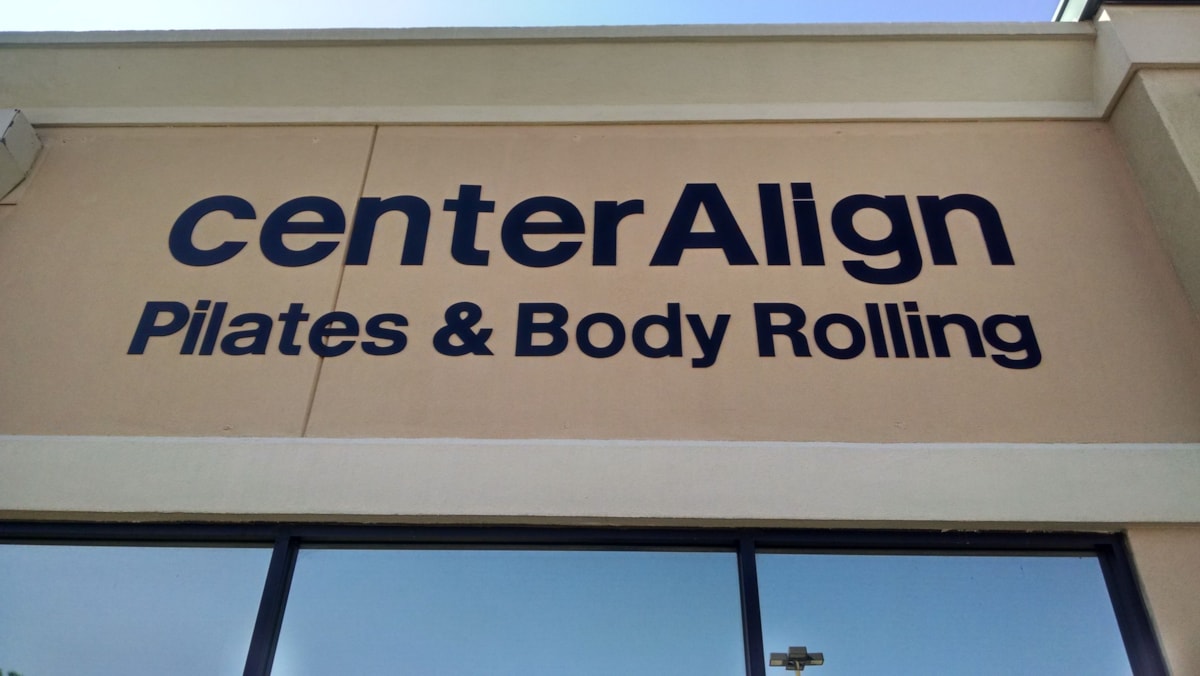 centerAlign
Pilates & Body Rolling